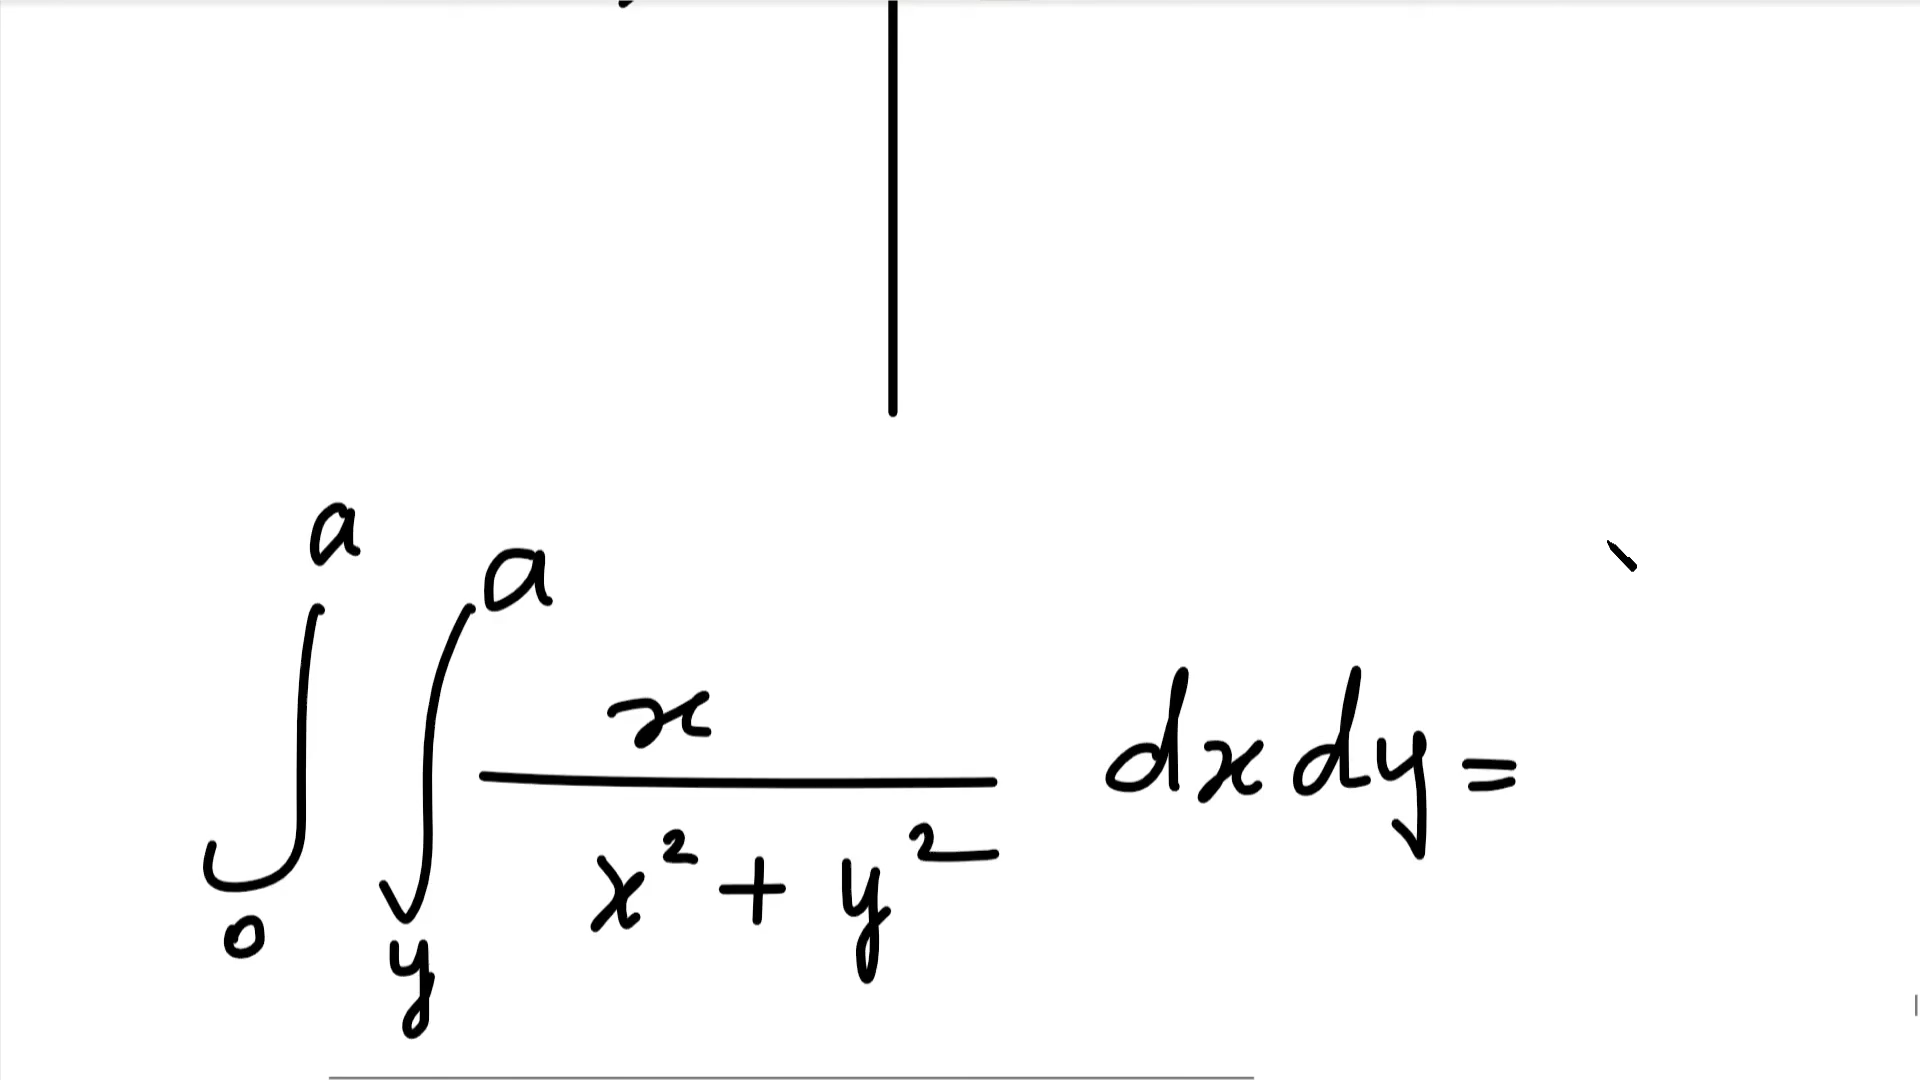 ∫₀ᵃ ∫ᵧᵃ x / (x² + y²) dx dy =